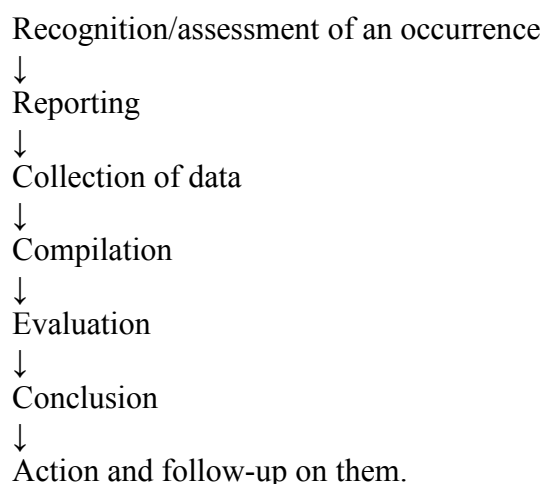 Recognition/assessment of an occurrence
↓
Reporting
↓
Collection of data
↓
Compilation
↓
Evaluation
↓
Conclusion
↓
Action and follow-up on them.